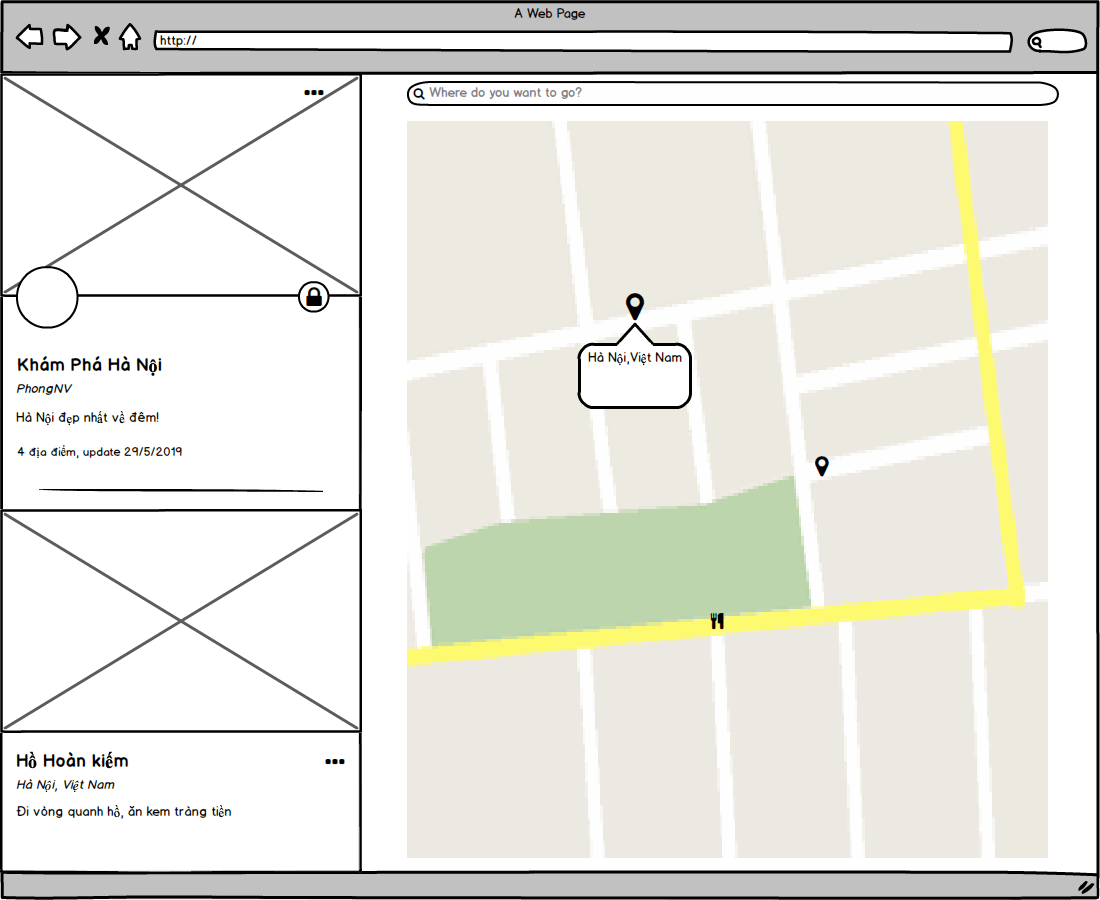 A Web Page
http://
Where do you want to go?
Khám Phá Hà Nội
PhongNV
Hà Nội đẹp nhất về đêm!
4 địa điểm, update 29/5/2019
Hồ Hoàn kiếm
Hà Nội, Việt Nam
Đi vòng quanh hồ, ăn kem tràng tiền
Hà Nội,Việt Nam